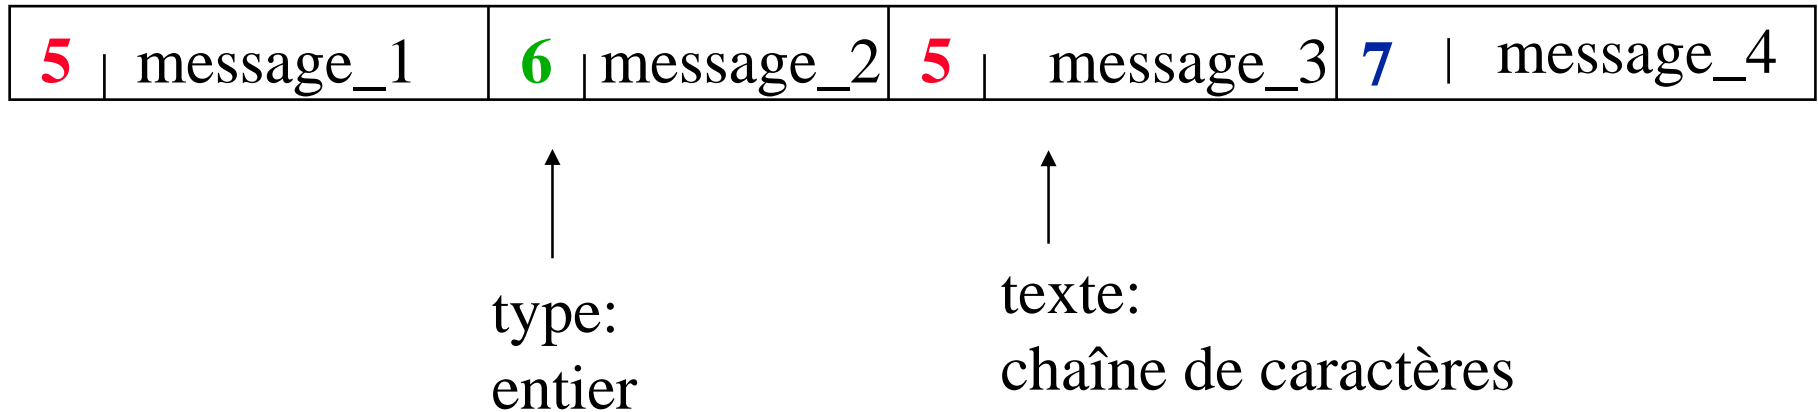 5 | message_1 6 | message_2 5 | message_3 7 | message_4
type:
entier
texte:
chaîne de caractères